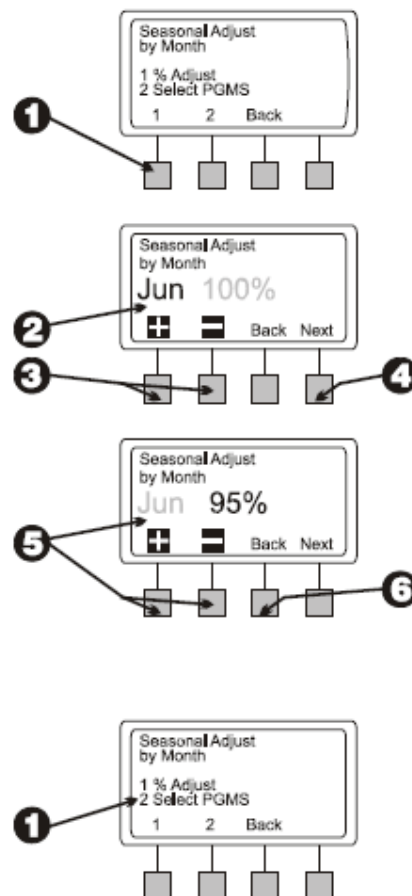 Seasonal Adjust
by Month
1 % Adjust
2 Select PGMS
1 2 Back
1
Seasonal Adjust
by Month
Jun 100%
+ - Back Next
2
3
4
Seasonal Adjust
by Month
Jun 95%
+ - Back Next
5
6
Seasonal Adjust
by Month
1 % Adjust
2 Select PGMS
1 2 Back
1